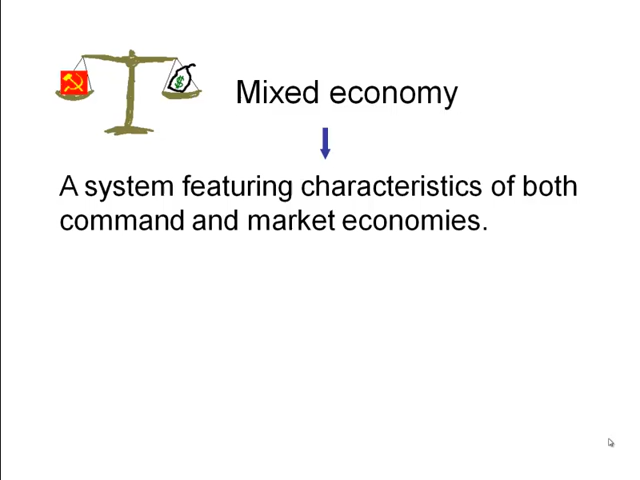 Mixed economy
A system featuring characteristics of both
command and market economies.